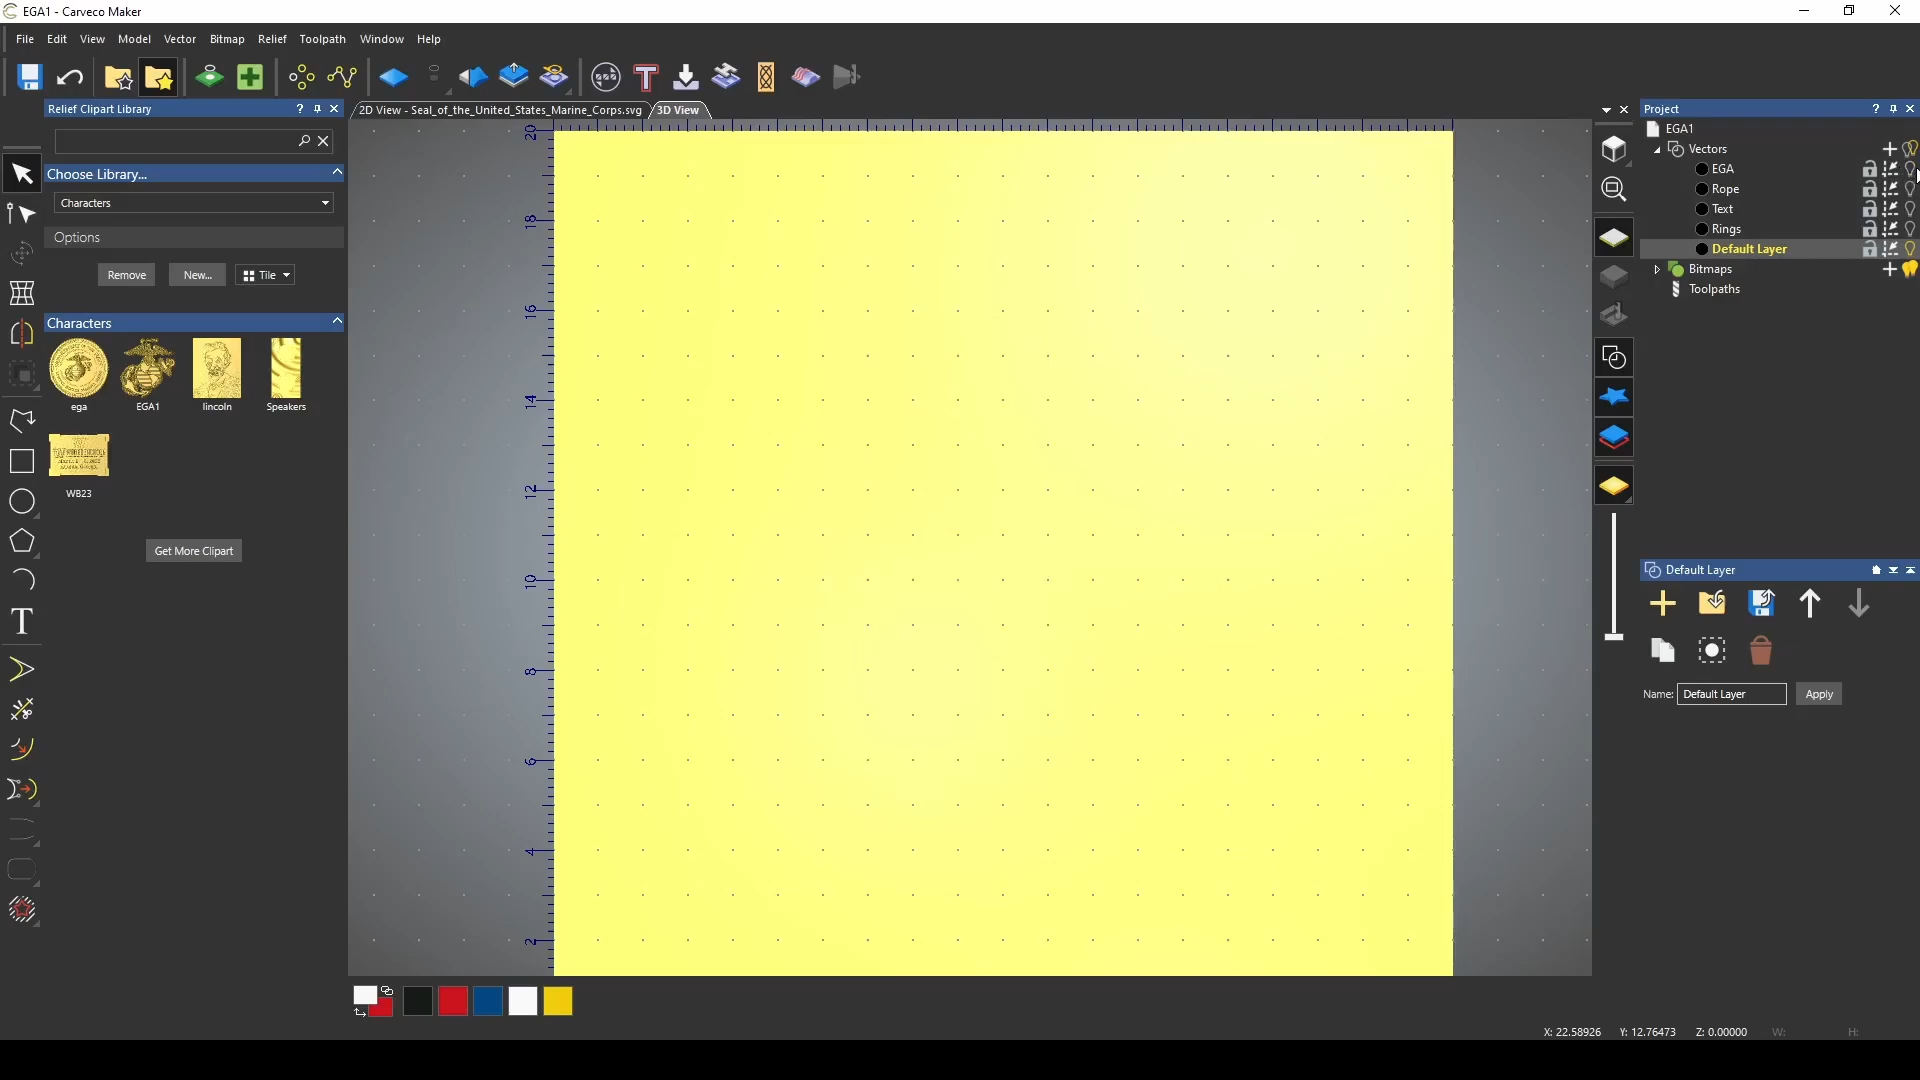 EGA1 - Carveco Maker
File Edit View Model Vector Bitmap Relief Toolpath Window Help
Relief Clipart Library ?
2D View - Seal_of_the_United_States_Marine_Corps.svg 3D View
Project ?
EGA1
Vectors
EGA
Rope
Text
Rings
Default Layer
Bitmaps
Toolpaths
Choose Library...
Characters
Options
Remove New... Tile
Characters
ega EGA1 lincoln Speakers
WB23
Get More Clipart
T
20
18
16
14
12
10
8
6
4
2
Default Layer
Name: Default Layer Apply
X: 22.58926 Y: 12.76473 Z: 0.00000 W: H: